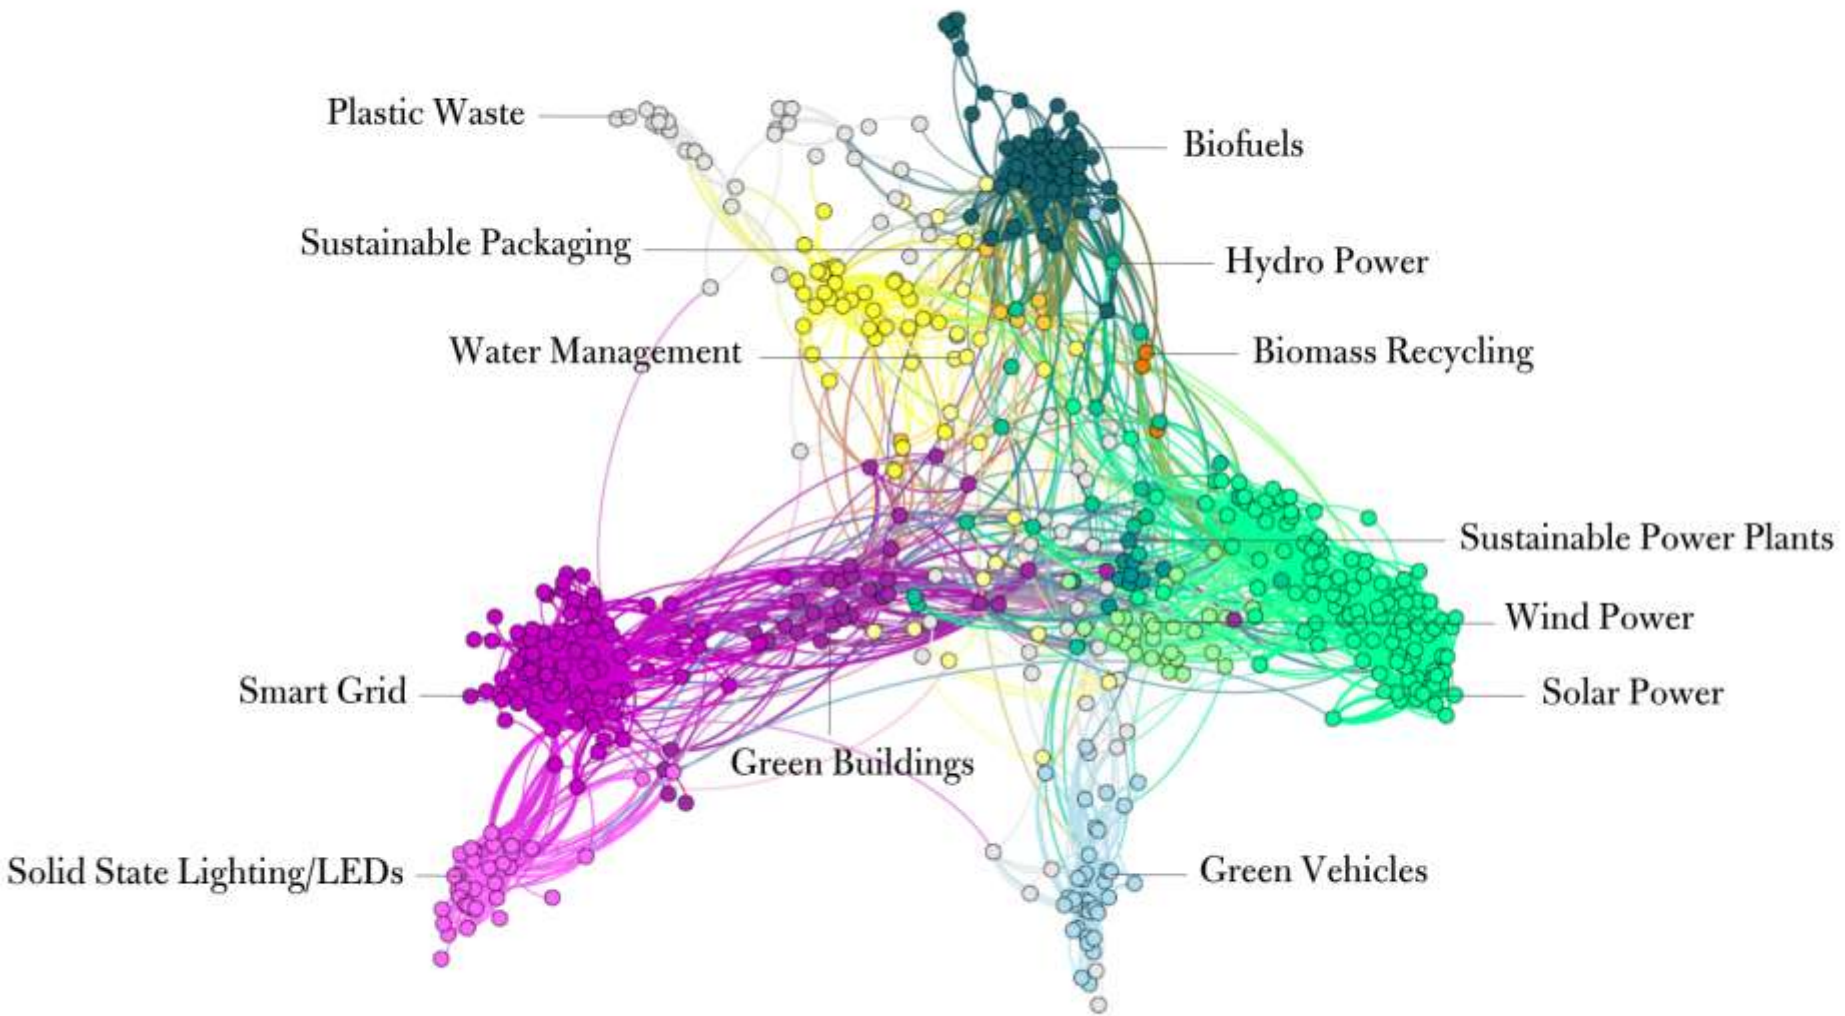 Plastic Waste
Biofuels
Sustainable Packaging
Hydro Power
Water Management
Biomass Recycling
Sustainable Power Plants
Wind Power
Smart Grid
Solar Power
Green Buildings
Solid State Lighting/LEDs
Green Vehicles